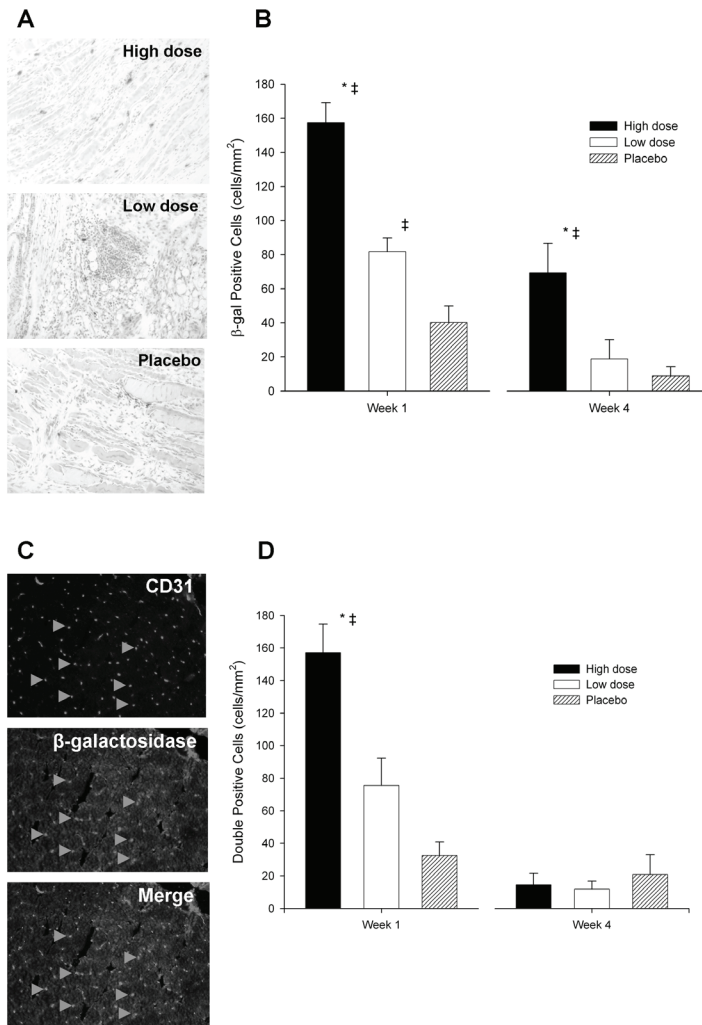 A
High dose
Low dose
Placebo
B
β-gal Positive Cells (cells/mm²)
180
160
140
120
100
80
60
40
20
0
* ‡
‡
* ‡
High dose
Low dose
Placebo
Week 1
Week 4
C
CD31
β-galactosidase
Merge
D
Double Positive Cells (cells/mm²)
180
160
140
120
100
80
60
40
20
0
* ‡
High dose
Low dose
Placebo
Week 1
Week 4